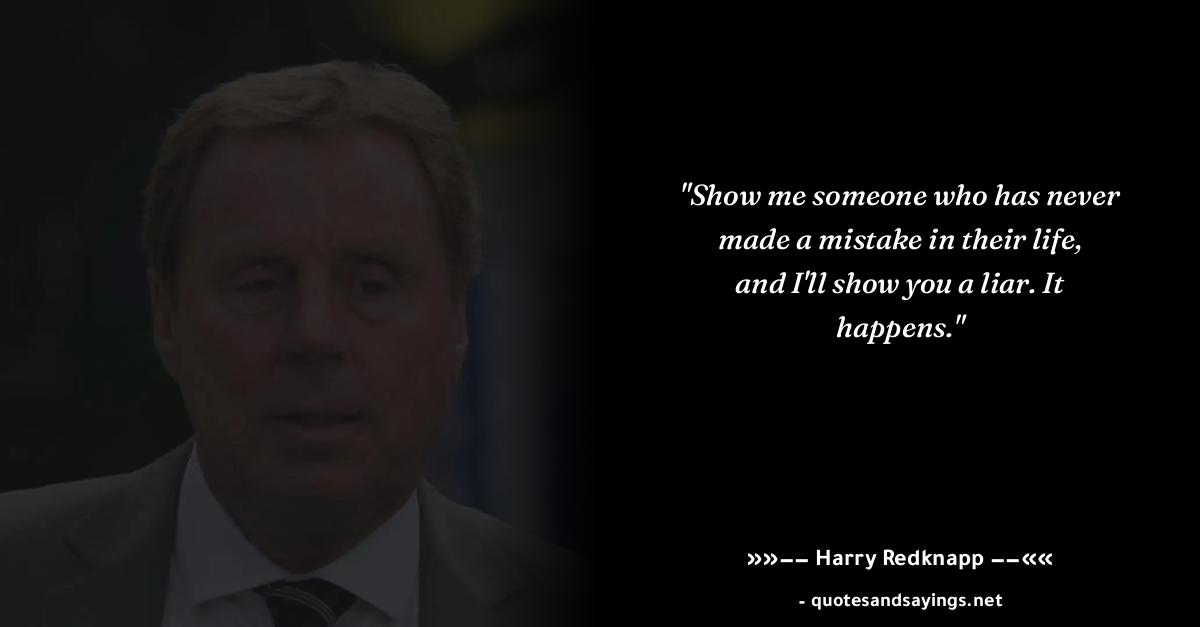 "Show me someone who has never
made a mistake in their life,
and I'll show you a liar. It
happens."
»»–– Harry Redknapp ––««
- quotesandsayings.net